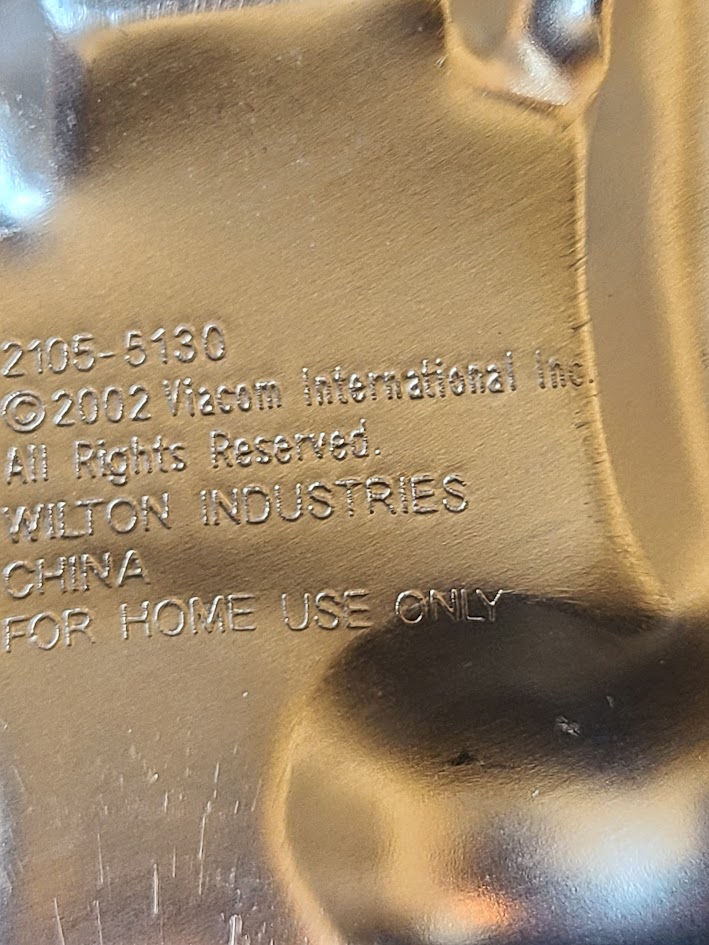 2105-5130
©2002 Viacom International Inc.
All Rights Reserved.
WILTON INDUSTRIES
CHINA
FOR HOME USE ONLY